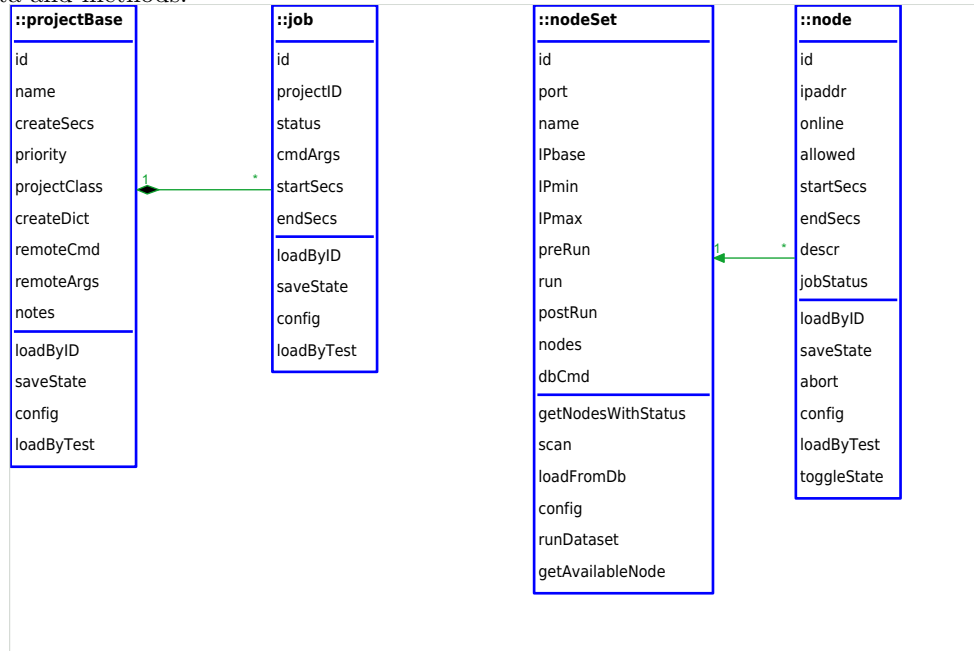 ::projectBase
id
name
createSecs
priority
projectClass
createDict
remoteCmd
remoteArgs
notes
loadByID
saveState
config
loadByTest
1
*
::job
id
projectID
status
cmdArgs
startSecs
endSecs
loadByID
saveState
config
loadByTest
::nodeSet
id
port
name
IPbase
IPmin
IPmax
preRun
run
postRun
nodes
dbCmd
getNodesWithStatus
scan
loadFromDb
config
runDataset
getAvailableNode
1
*
::node
id
ipaddr
online
allowed
startSecs
endSecs
descr
jobStatus
loadByID
saveState
abort
config
loadByTest
toggleState